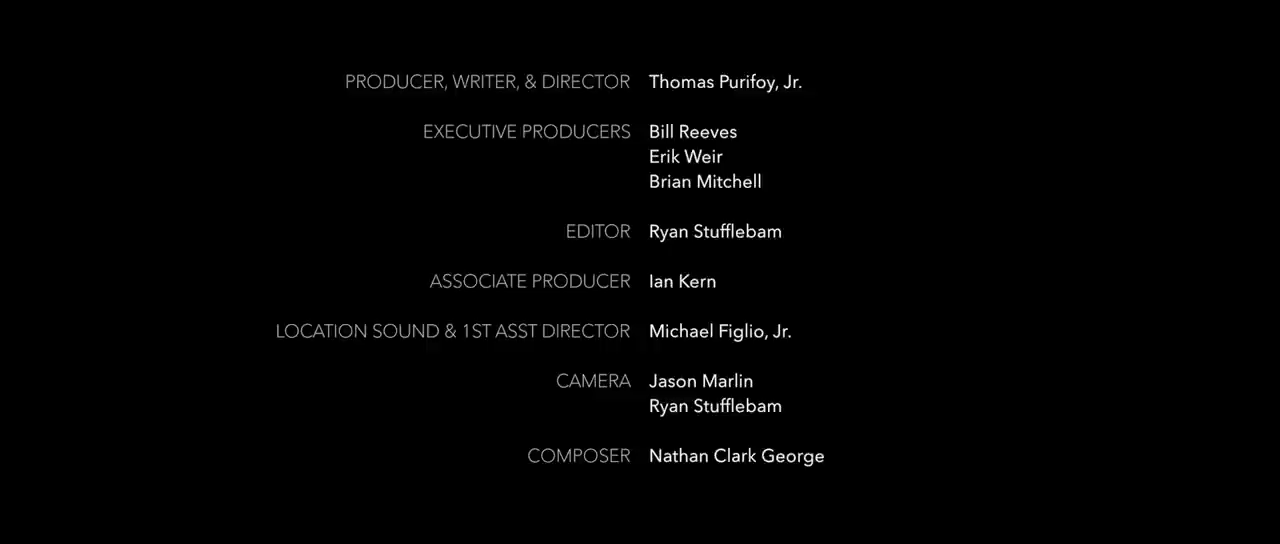 PRODUCER, WRITER, & DIRECTOR Thomas Purifoy, Jr.
EXECUTIVE PRODUCERS Bill Reeves
Erik Weir
Brian Mitchell
EDITOR Ryan Stufflebam
ASSOCIATE PRODUCER Ian Kern
LOCATION SOUND & 1ST ASST DIRECTOR Michael Figlio, Jr.
CAMERA Jason Marlin
Ryan Stufflebam
COMPOSER Nathan Clark George